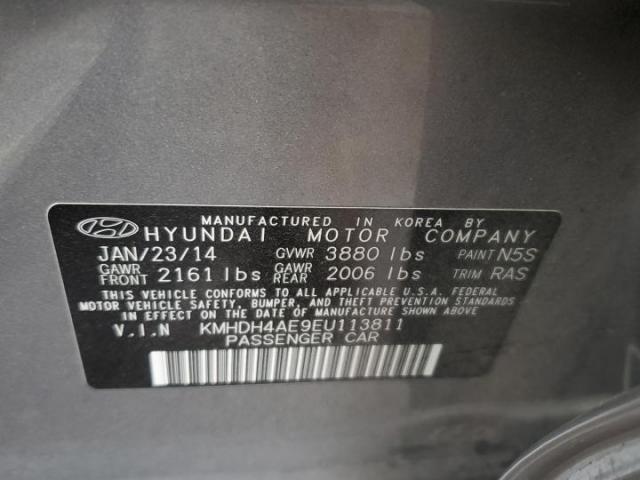 MANUFACTURED IN KOREA BY
HYUNDAI MOTOR COMPANY
JAN/23/14 GVWR 3880 lbs PAINT N5S
GAWR FRONT 2161 lbs GAWR REAR 2006 lbs TRIM RAS
THIS VEHICLE CONFORMS TO ALL APPLICABLE U.S.A. FEDERAL
MOTOR VEHICLE SAFETY, BUMPER, AND THEFT PREVENTION STANDARDS
IN EFFECT ON THE DATE OF MANUFACTURE SHOWN ABOVE.
V.I.N KMHDH4AE9EU113811
PASSENGER CAR